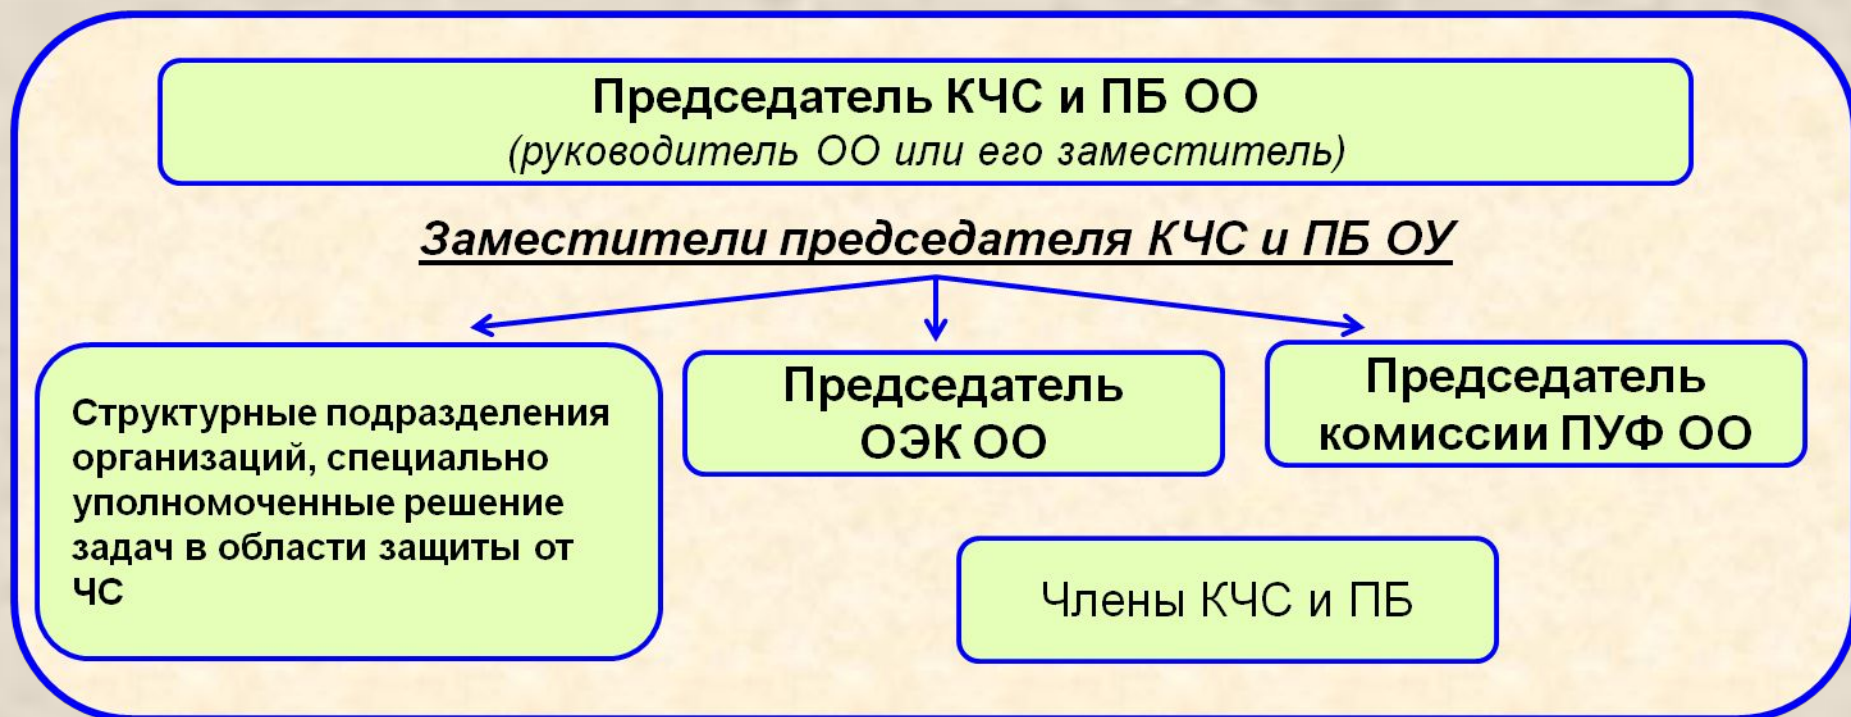 Председатель КЧС и ПБ ОО
(руководитель ОО или его заместитель)
Заместители председателя КЧС и ПБ ОУ
Структурные подразделения
организаций, специально
уполномоченные решение
задач в области защиты от
ЧС
Председатель
ОЭК ОО
Председатель
комиссии ПУФ ОО
Члены КЧС и ПБ